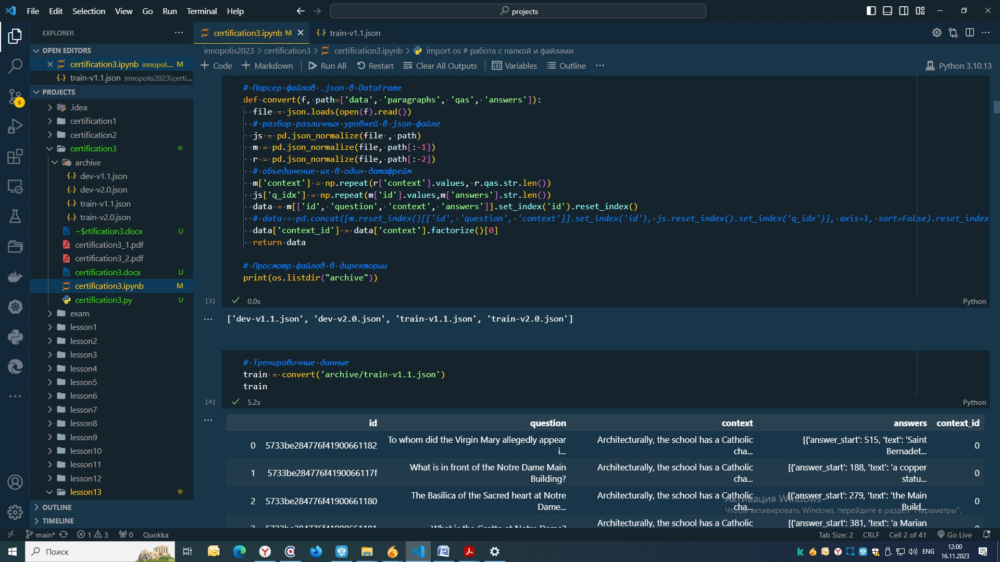 File Edit Selection View Go Run Terminal Help
projects
EXPLORER
OPEN EDITORS
certification3.ipynb innopol... M
train-v1.1.json innopolis2023\certi...
PROJECTS
.idea
certification1
certification2
certification3
archive
dev-v1.1.json
dev-v2.0.json
train-v1.1.json
train-v2.0.json
~$rtification3.docx U
certification3_1.pdf
certification3_2.pdf
certification3.docx U
certification3.ipynb M
certification3.py U
exam
lesson1
lesson2
lesson3
lesson4
lesson5
lesson6
lesson7
lesson8
lesson9
lesson10
lesson11
lesson12
lesson13
OUTLINE
TIMELINE
6
certification3.ipynb M
train-v1.1.json
innopolis2023 > certification3 > certification3.ipynb > import os # работа с папкой и файлами
Code Markdown Run All Restart Clear All Outputs Variables Outline ...
Python 3.10.13
# Парсер файлов .json в DataFrame
def convert(f, path=['data', 'paragraphs', 'qas', 'answers']):
file = json.loads(open(f).read())
# разбор различных уровней в json-файле
js = pd.json_normalize(file , path)
m = pd.json_normalize(file, path[:-1])
r = pd.json_normalize(file, path[:-2])
# объединение их в один датафрейм
m['context'] = np.repeat(r['context'].values, r.qas.str.len())
js['q_idx'] = np.repeat(m['id'].values,m['answers'].str.len())
data = m[['id', 'question', 'context', 'answers']].set_index('id').reset_index()
# data = pd.concat([m.reset_index()[['id', 'question', 'context']].set_index('id'), js.reset_index().set_index('q_idx')], axis=1, sort=False).reset_index
data['context_id'] = data['context'].factorize()[0]
return data
# Просмотр файлов в директории
print(os.listdir("archive"))
[3] 0.0s Python
['dev-v1.1.json', 'dev-v2.0.json', 'train-v1.1.json', 'train-v2.0.json']
# Тренировочные данные
train = convert('archive/train-v1.1.json')
train
[4] 5.2s Python
id question context answers context_id
0 5733be284776f41900661182 To whom did the Virgin Mary allegedly appear i... Architecturally, the school has a Catholic cha... [{'answer_start': 515, 'text': 'Saint Bernadet... 0
1 5733be284776f4190066117f What is in front of the Notre Dame Main Building? Architecturally, the school has a Catholic cha... [{'answer_start': 188, 'text': 'a copper statu... 0
2 5733be284776f41900661180 The Basilica of the Sacred heart at Notre Dame... Architecturally, the school has a Catholic cha... [{'answer_start': 279, 'text': 'the Main Build... 0
Architecturally, the school has a Catholic [{'answer_start': 381, 'text': 'a Marian
Активация Windows
Чтобы активировать Windows, перейдите в раздел "Параметры".
main* 1 3 0 Quokka
Tab Size: 2 CRLF Cell 2 of 41 Go Live
Поиск
ENG
12:00
16.11.2023